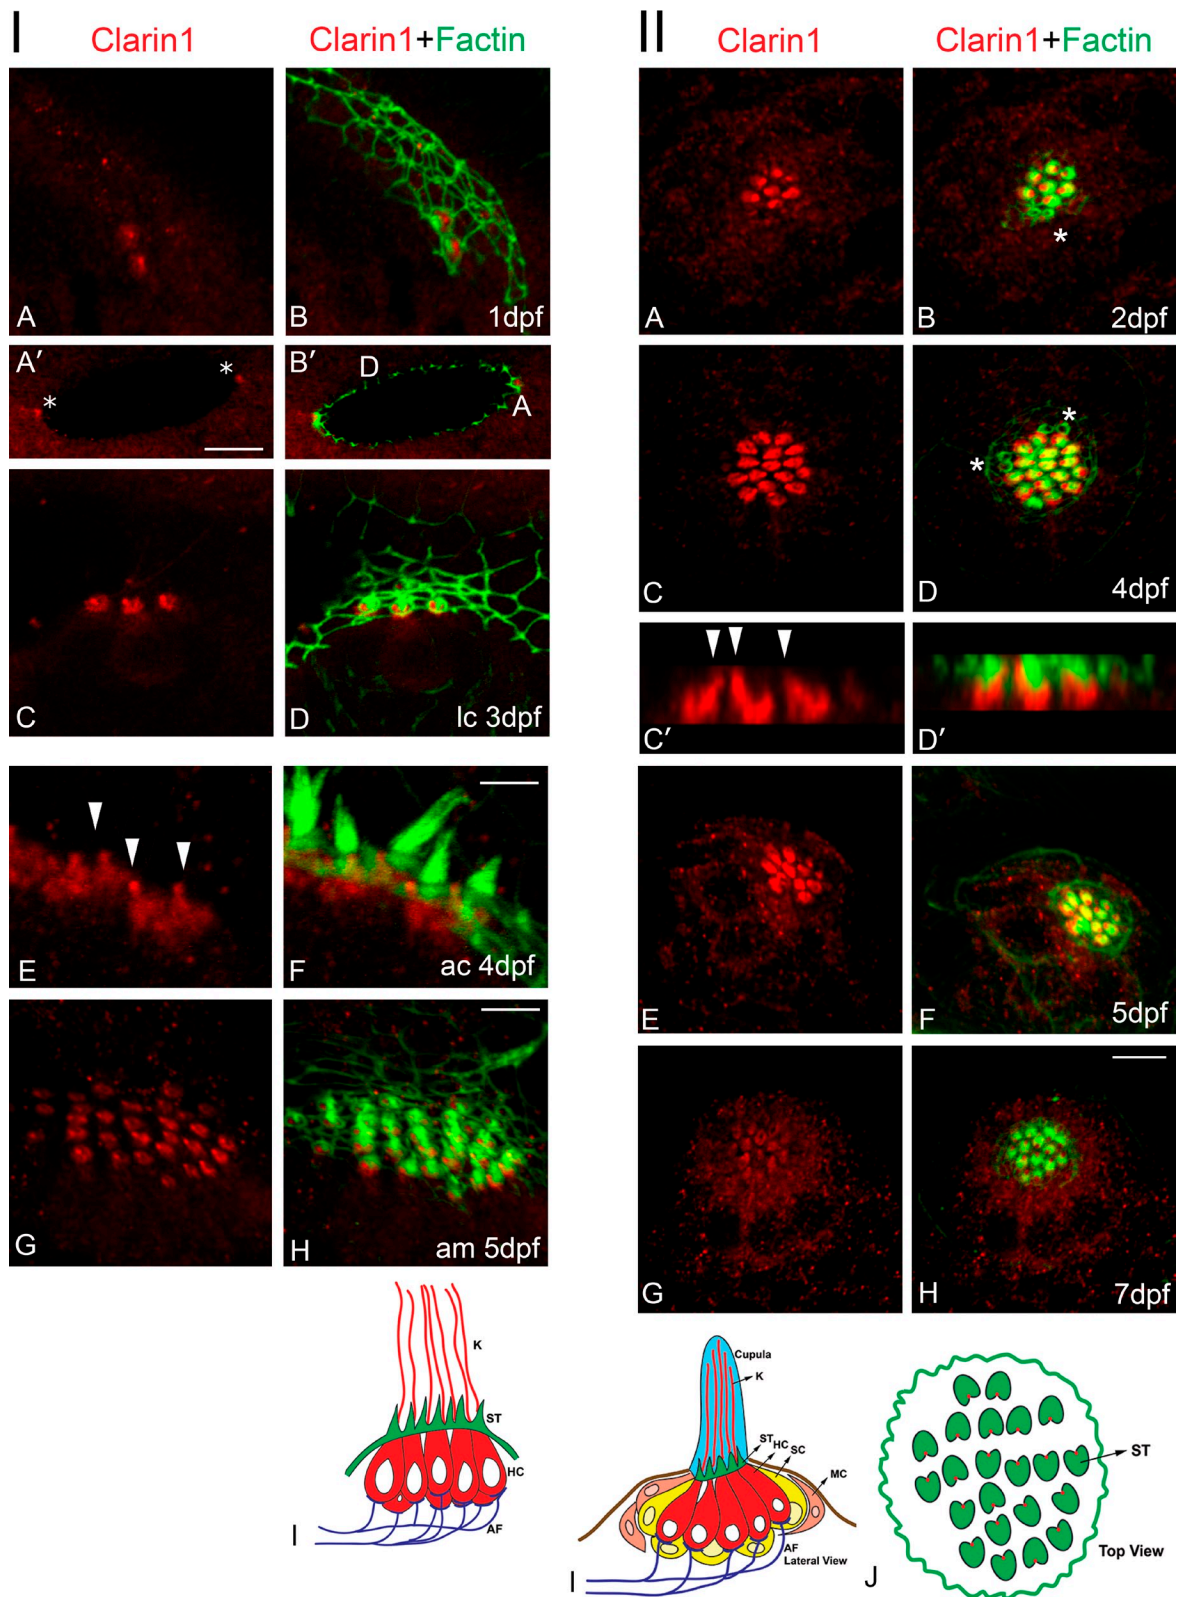 I
Clarin1
Clarin1+Factin
A
B
1dpf
A′
*
*
B′
D
A
C
D
lc 3dpf
E
F
ac 4dpf
G
H
am 5dpf
K
ST
HC
AF
I
II
Clarin1
Clarin1+Factin
A
B
*
2dpf
C
D
*
*
4dpf
C′
D′
E
F
5dpf
G
H
7dpf
Cupula
K
ST
HC
SC
MC
AF
Lateral View
I
ST
Top View
J